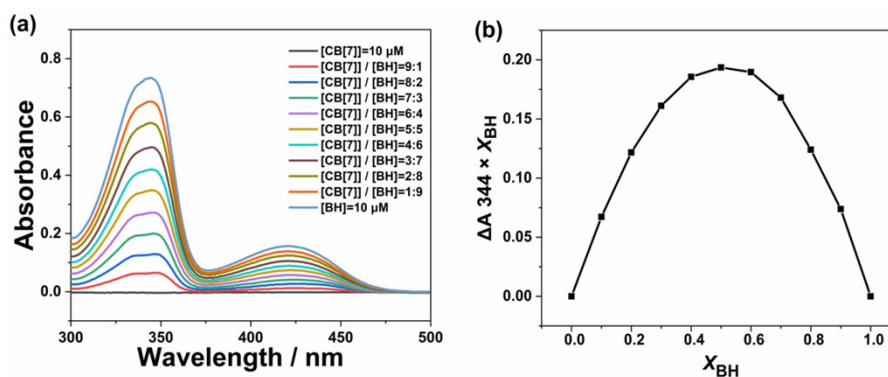 (a)
Absorbance
0.8
0.6
0.4
0.2
0.0
[CB[7]]=10 μM
[CB[7]] / [BH]=9:1
[CB[7]] / [BH]=8:2
[CB[7]] / [BH]=7:3
[CB[7]] / [BH]=6:4
[CB[7]] / [BH]=5:5
[CB[7]] / [BH]=4:6
[CB[7]] / [BH]=3:7
[CB[7]] / [BH]=2:8
[CB[7]] / [BH]=1:9
[BH]=10 μM
300 350 400 450 500
Wavelength / nm
(b)
ΔA 344 × XBH
0.20
0.15
0.10
0.05
0.00
0.0 0.2 0.4 0.6 0.8 1.0
XBH